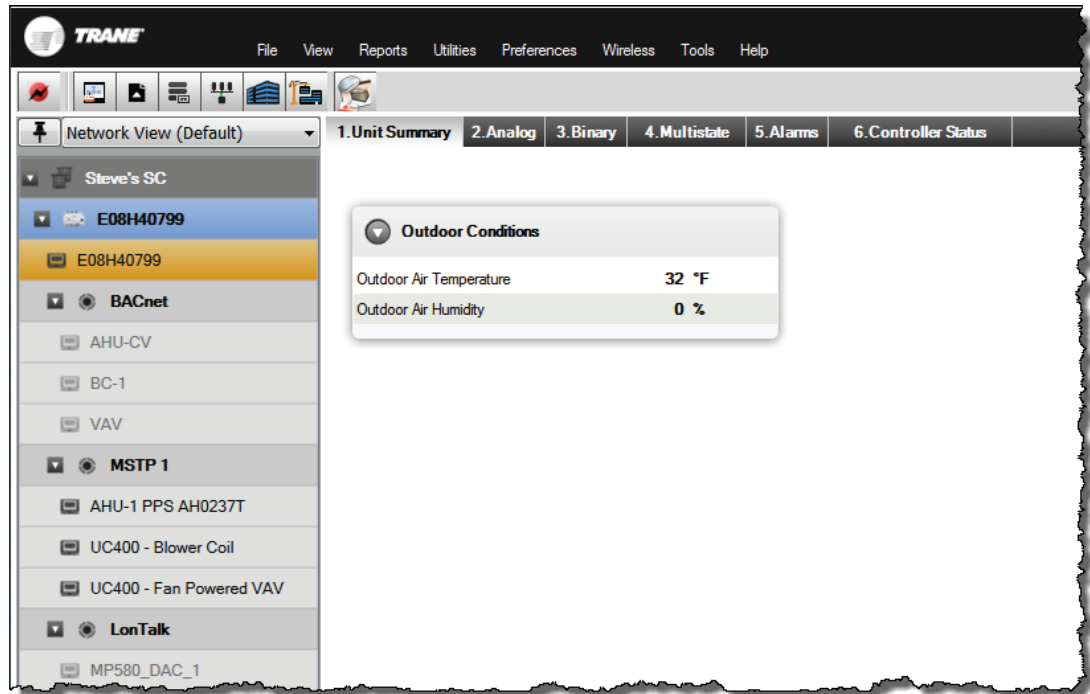 TRANE
File View Reports Utilities Preferences Wireless Tools Help
Network View (Default)
1.Unit Summary 2.Analog 3.Binary 4.Multistate 5.Alarms 6.Controller Status
Steve's SC
E08H40799
E08H40799
BACnet
AHU-CV
BC-1
VAV
MSTP 1
AHU-1 PPS AH0237T
UC400 - Blower Coil
UC400 - Fan Powered VAV
LonTalk
MP580_DAC_1
Outdoor Conditions
Outdoor Air Temperature 32 °F
Outdoor Air Humidity 0 %